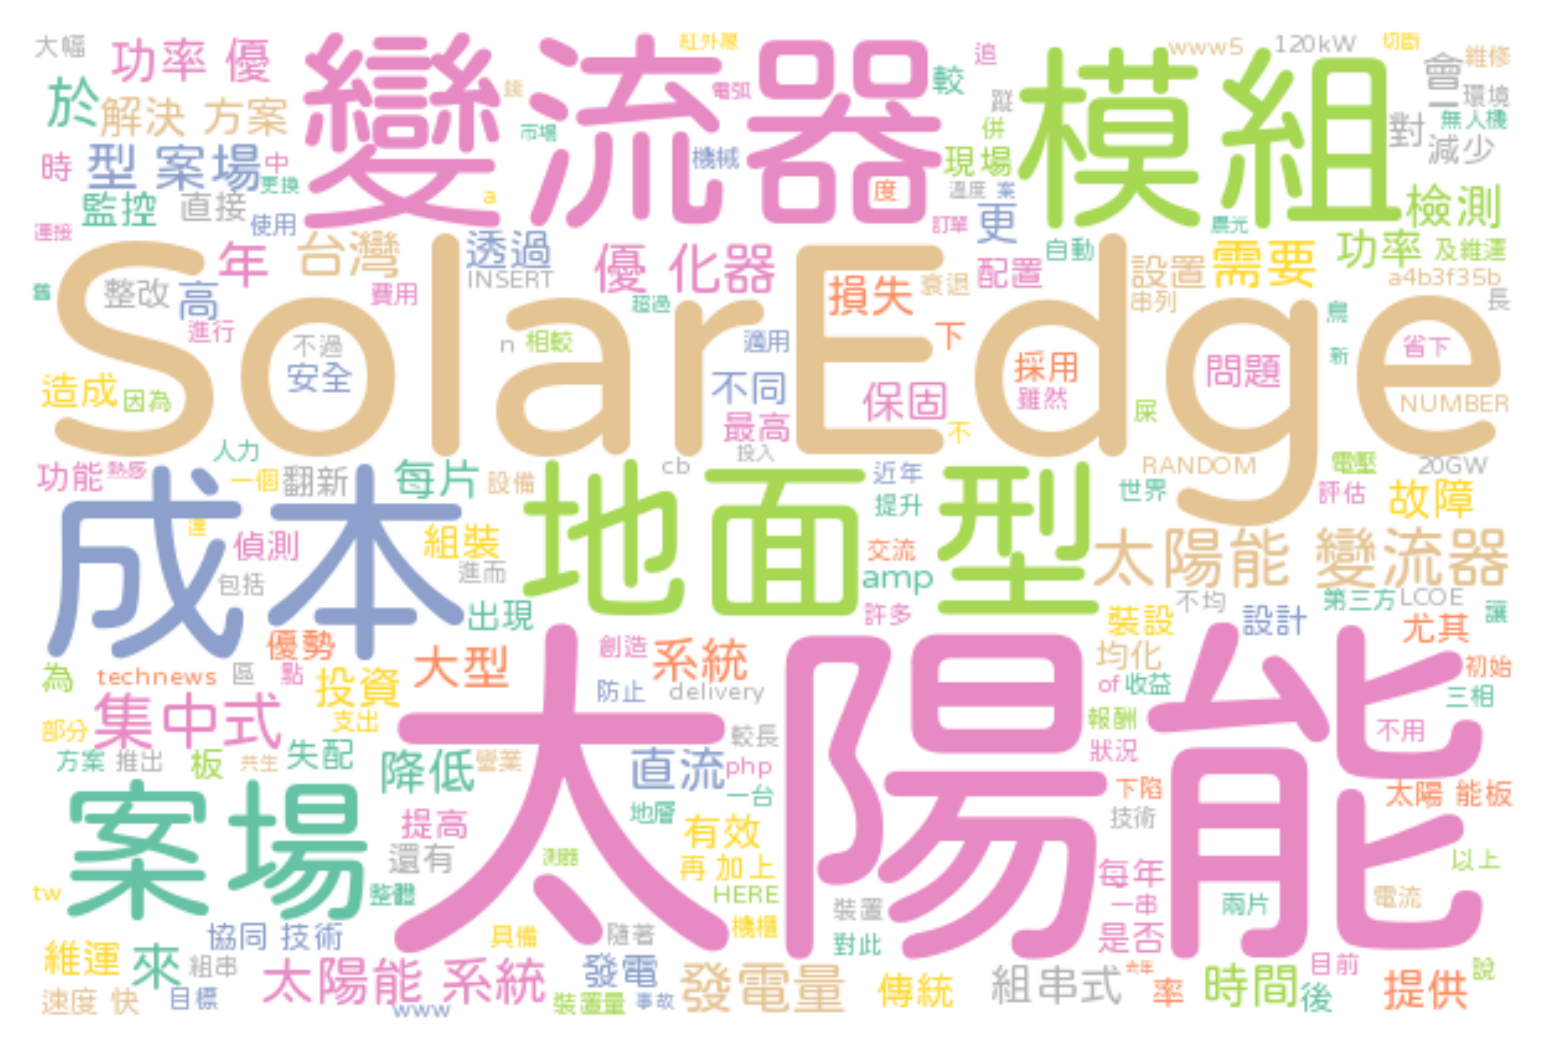 大幅
功率 優
紅外線
www5
120kW
切斷
維修
追
變流器
模組
會一
於
解決 方案
錢
電弧
較
蹤
環境
市場
併
對
無人機
減少
時
型 案場
中
機械
現場
更換
監控
直接
a
度
溫度
業
檢測
連接
使用
訂單
更
晨光
年
台灣
透過
優 化器
自動
功率
及維運
設置
需要
INSERT
配置
舊
整改
高
費用
超過
損失
衰退
串列
a4b3f35b
長
SolarEdge
進行
鳥
不過
n
相較
適用
下
新
省下
安全
不同
採用
問題
造成
因為
保固
雖然
屎
NUMBER
最高
不
人力
投入
功能
熱感
一個
翻新
每片
設備
cb
近年
RANDOM
電壓
20GW
世界
評估
故障
提升
成本
地面 型
偵測
組裝
交流
太陽能 變流器
包括
進而
amp
出現
許多
不均
第三方
LCOE
讓
裝設
設計
尤其
優勢
創造
系統
均化
為
technews
區
點
投資
大型
防止
delivery
of
收益
初始
三相
太陽能
部分
集中式
支出
報酬
不用
較長
狀況
方案
推出
板
共生
失配
降低
營業
直流
php
一台
下陷
太陽 能板
案場
地層
技術
提高
有效
還有
測器
再 加上
每年
以上
tw
整體
HERE
裝置
一串
兩片
電流
機櫃
協同 技術
具備
隨著
對此
是否
維運
來
組串
太陽能 系統
發電
發電量
傳統
組串式
去年
率
時間
目前
提供
說
速度 快
目標
www
裝置量
事故
後